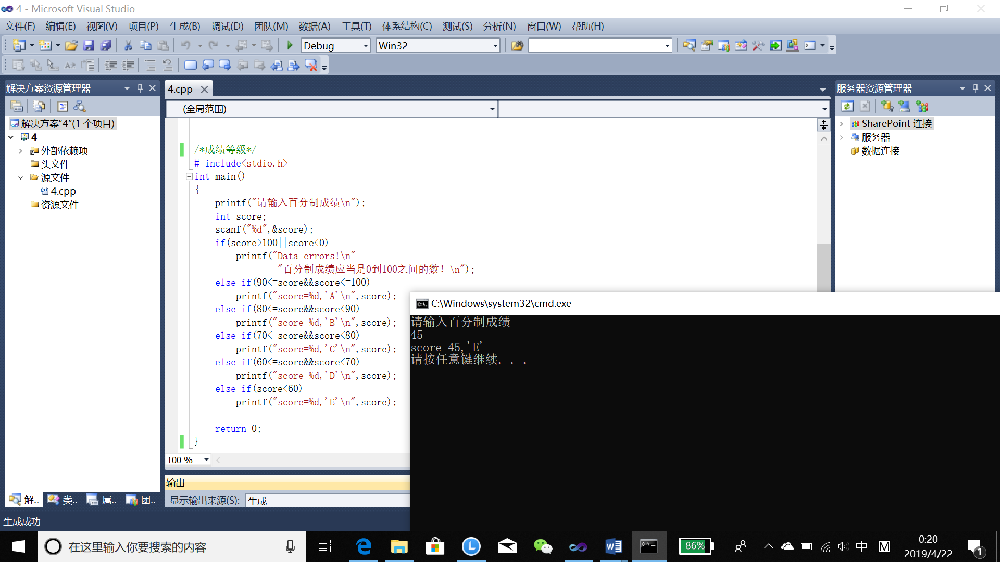 4 - Microsoft Visual Studio
文件(F) 编辑(E) 视图(V) 项目(P) 生成(B) 调试(D) 团队(M) 数据(A) 工具(T) 体系结构(C) 测试(S) 分析(N) 窗口(W) 帮助(H)
Debug Win32
解决方案资源管理器
解决方案“4”(1 个项目)
4
外部依赖项
头文件
源文件
4.cpp
资源文件
解.. 类.. 属.. 团..
4.cpp
(全局范围)
/*成绩等级*/
# include<stdio.h>
int main()
{
printf("请输入百分制成绩\n");
int score;
scanf("%d",&score);
if(score>100||score<0)
printf("Data errors!\n"
"百分制成绩应当是0到100之间的数！\n");
else if(90<=score&&score<=100)
printf("score=%d,'A'\n",score);
else if(80<=score&&score<90)
printf("score=%d,'B'\n",score);
else if(70<=score&&score<80)
printf("score=%d,'C'\n",score);
else if(60<=score&&score<70)
printf("score=%d,'D'\n",score);
else if(score<60)
printf("score=%d,'E'\n",score);
return 0;
}
100 %
输出
显示输出来源(S): 生成
服务器资源管理器
SharePoint 连接
服务器
数据连接
C:\Windows\system32\cmd.exe
请输入百分制成绩
45
score=45,'E'
请按任意键继续. . .
生成成功
在这里输入你要搜索的内容
86%
中
M
0:20
2019/4/22
1